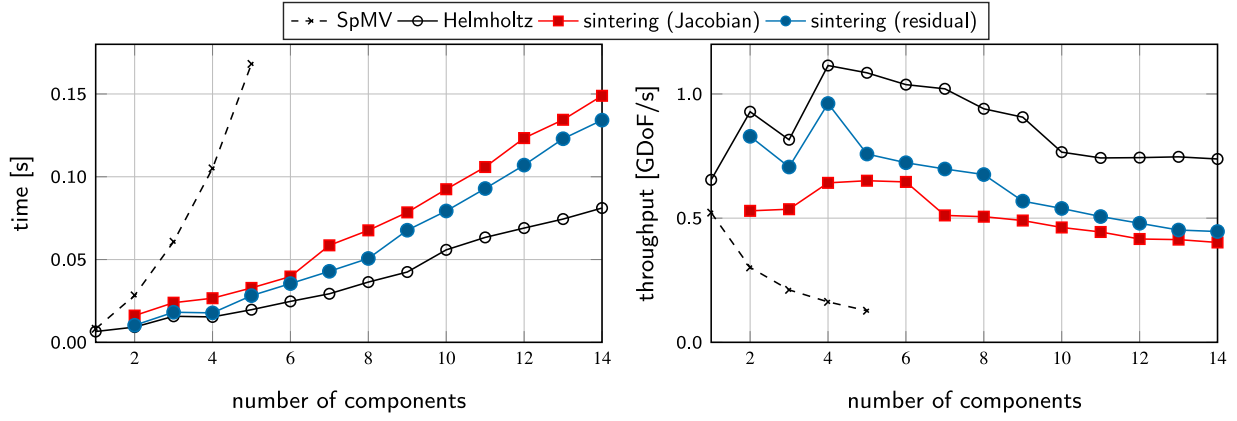 SpMV Helmholtz sintering (Jacobian) sintering (residual)
0.15
0.10
0.05
0.00
time [s]
2 4 6 8 10 12 14
number of components
1.0
0.5
0.0
throughput [GDoF/s]
2 4 6 8 10 12 14
number of components